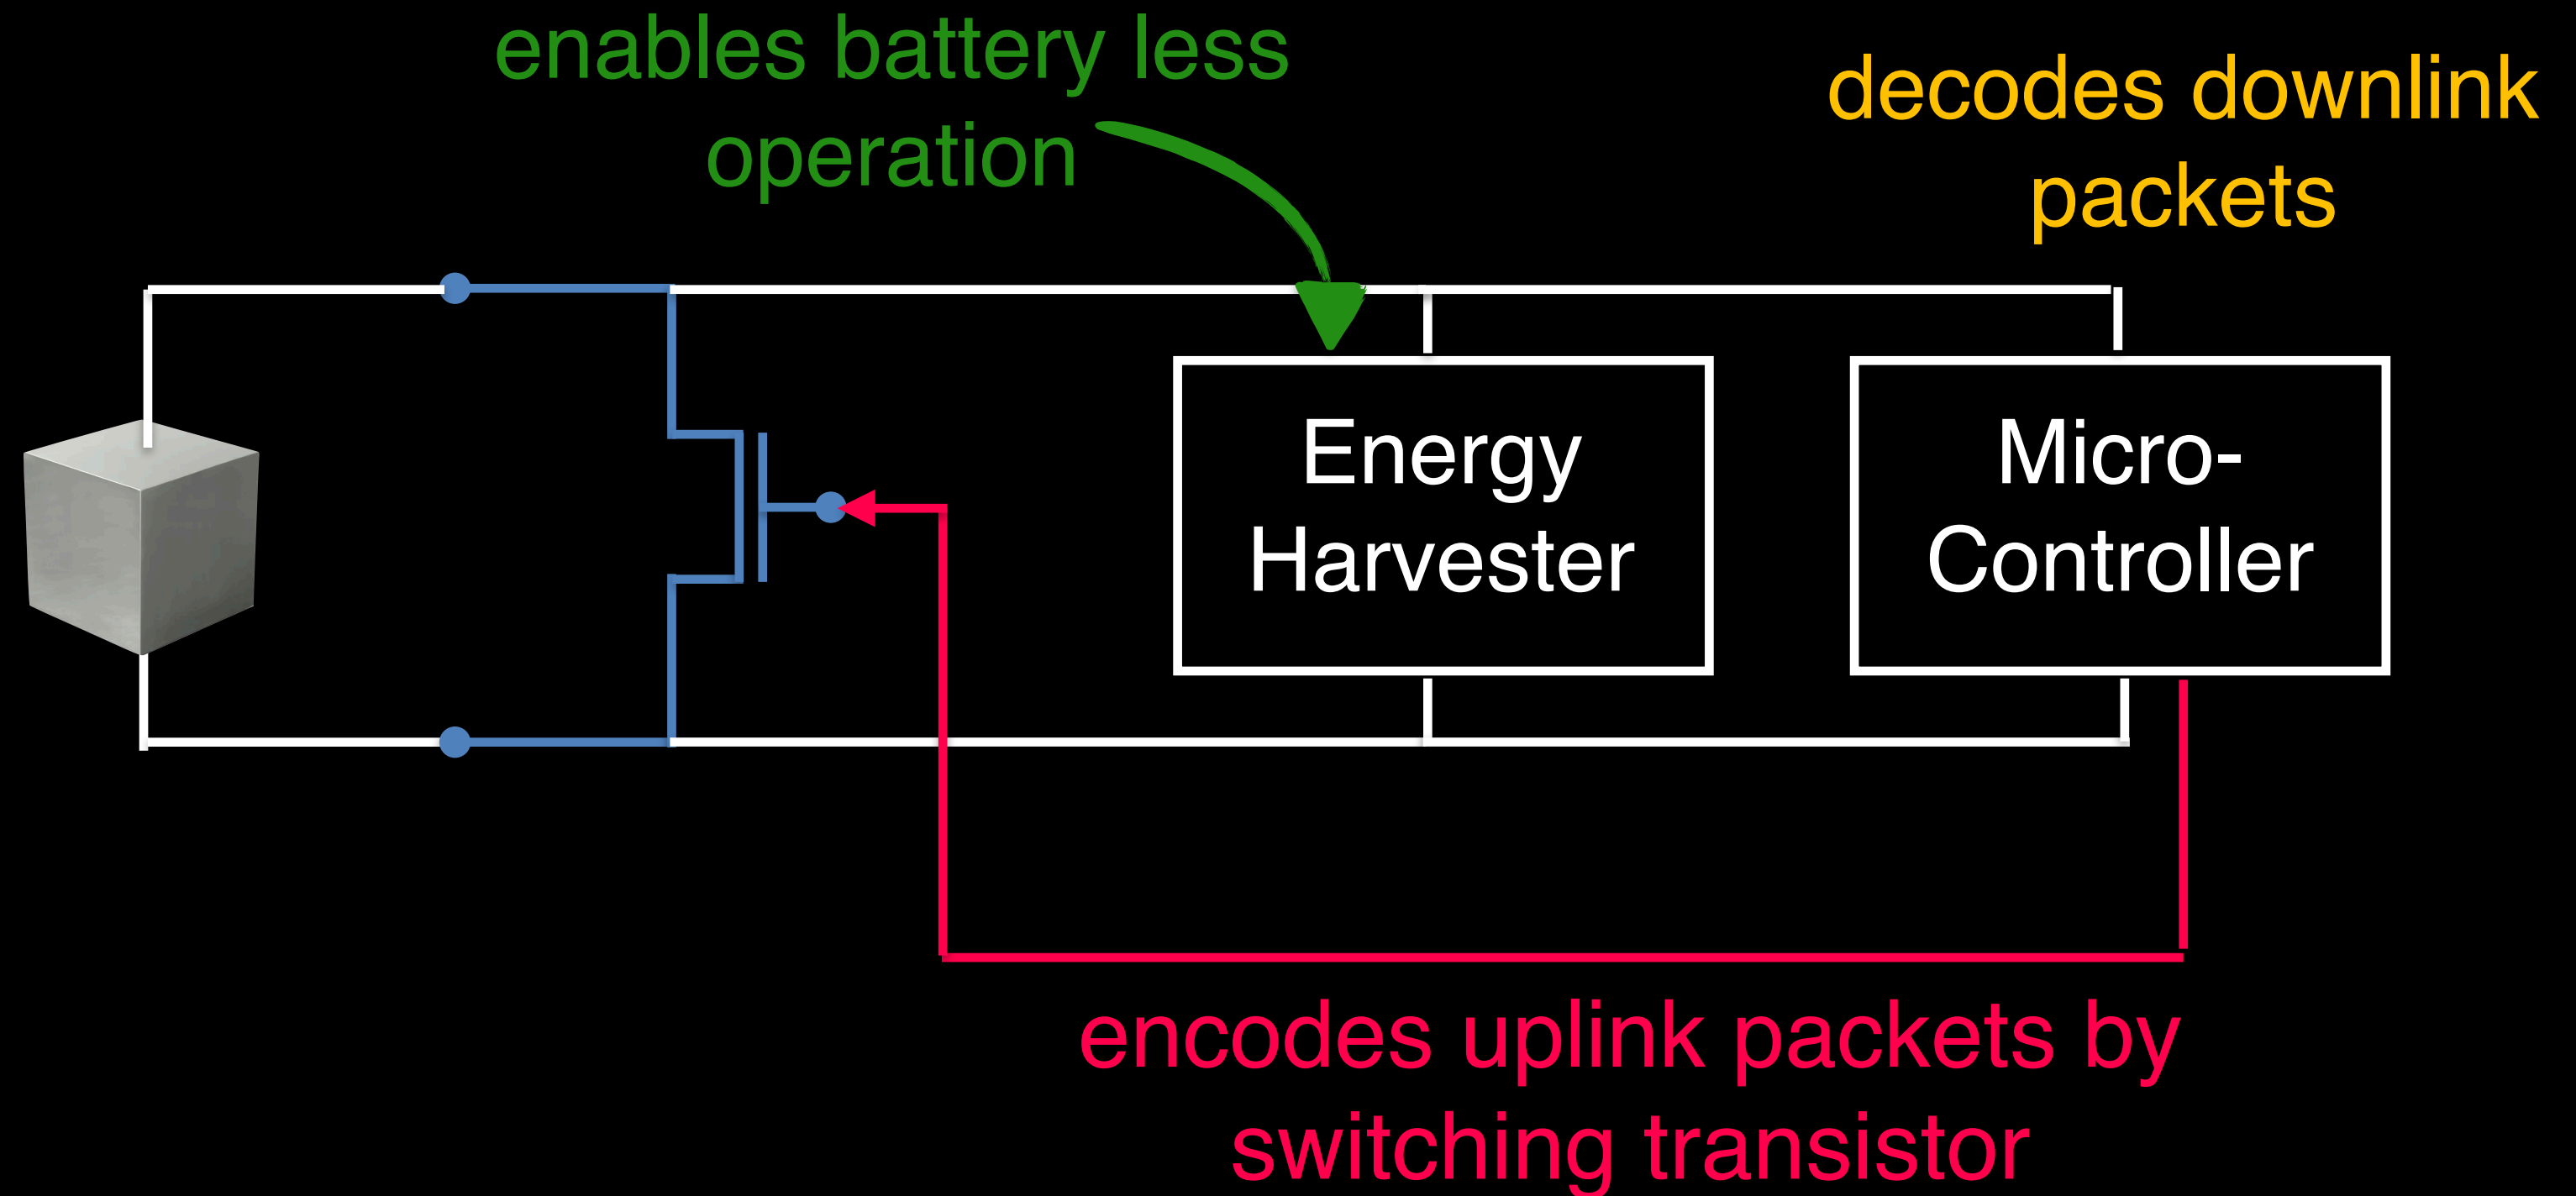 enables battery less
operation
decodes downlink
packets
Energy
Harvester
Micro-
Controller
encodes uplink packets by
switching transistor